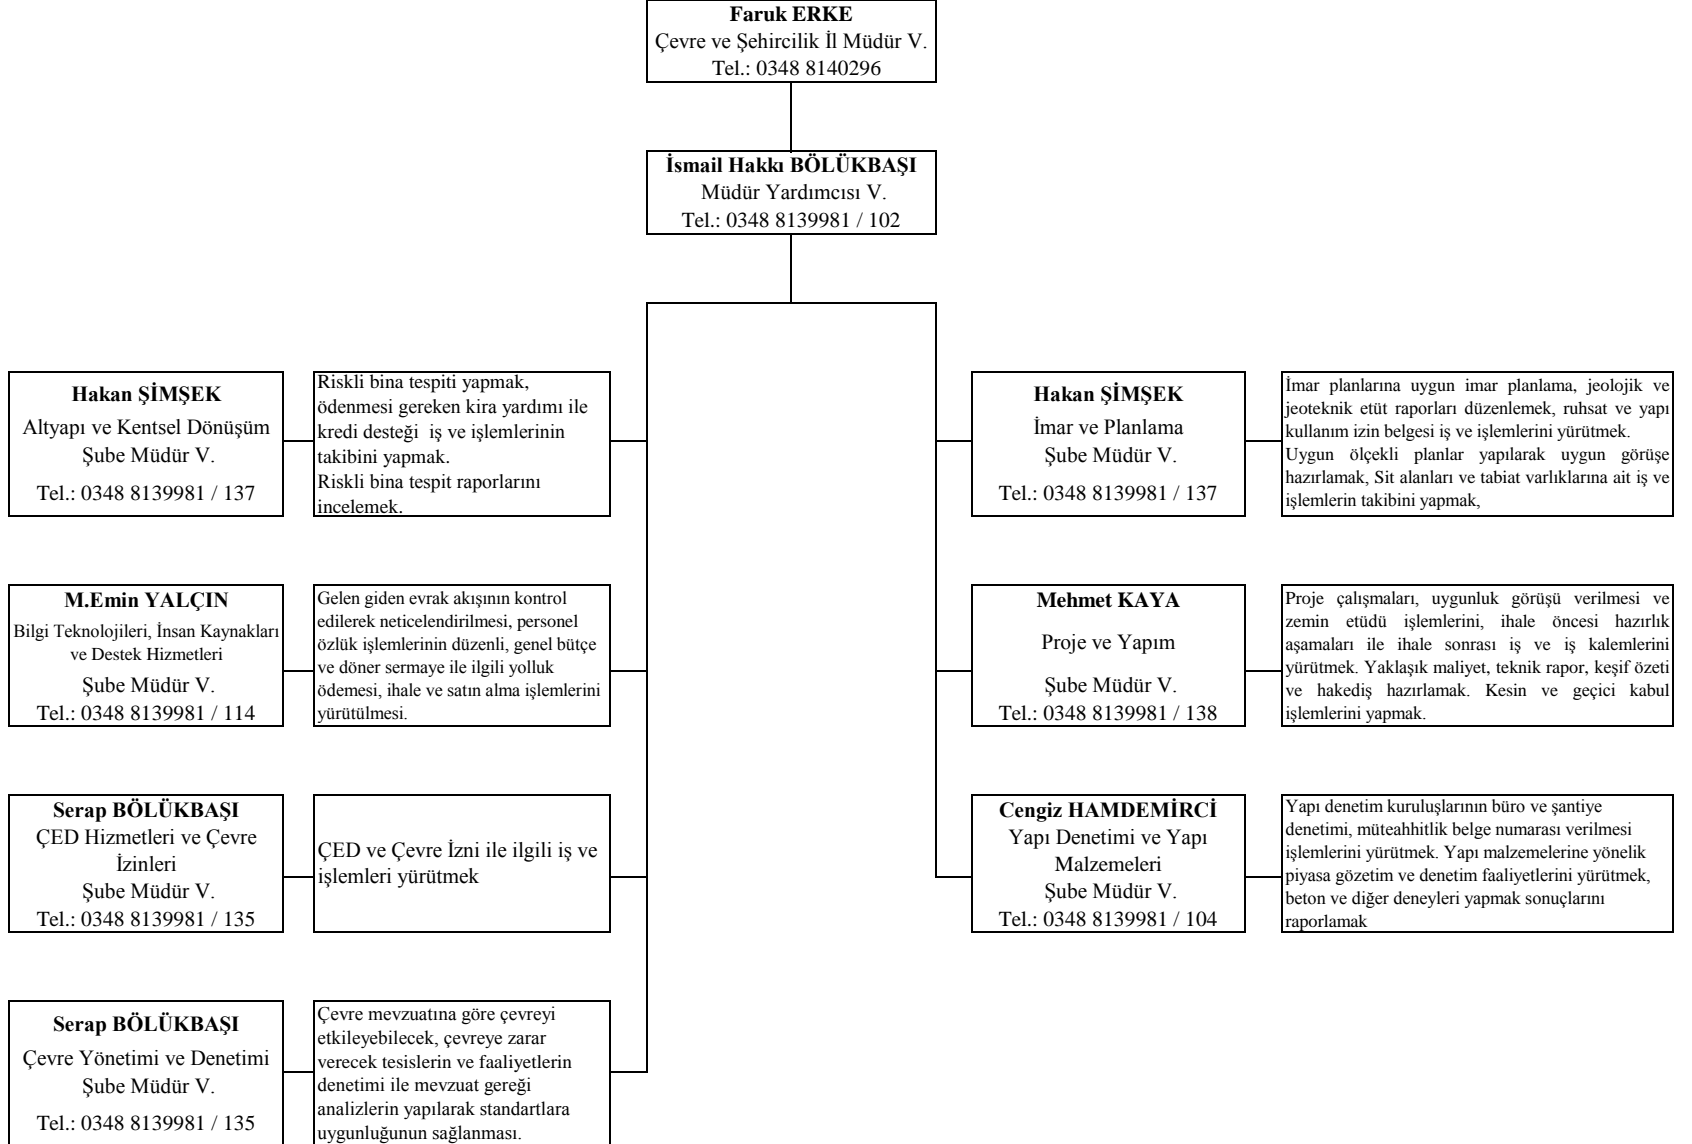 Faruk ERKE
Çevre ve Şehircilik İl Müdür V.
Tel.: 0348 8140296
İsmail Hakkı BÖLÜKBAŞI
Müdür Yardımcısı V.
Tel.: 0348 8139981 / 102
Hakan ŞİMŞEK
Altyapı ve Kentsel Dönüşüm
Şube Müdür V.
Tel.: 0348 8139981 / 137
Riskli bina tespiti yapmak,
ödenmesi gereken kira yardımı ile
kredi desteği iş ve işlemlerinin
takibini yapmak.
Riskli bina tespit raporlarını
incelemek.
Hakan ŞİMŞEK
İmar ve Planlama
Şube Müdür V.
Tel.: 0348 8139981 / 137
İmar planlarına uygun imar planlama, jeolojik ve
jeoteknik etüt raporları düzenlemek, ruhsat ve yapı
kullanım izin belgesi iş ve işlemlerini yürütmek.
Uygun ölçekli planlar yapılarak uygun görüşe
hazırlamak, Sit alanları ve tabiat varlıklarına ait iş ve
işlemlerin takibini yapmak,
M.Emin YALÇIN
Bilgi Teknolojileri, İnsan Kaynakları
ve Destek Hizmetleri
Şube Müdür V.
Tel.: 0348 8139981 / 114
Gelen giden evrak akışının kontrol
edilerek neticelendirilmesi, personel
özlük işlemlerinin düzenli, genel bütçe
ve döner sermaye ile ilgili yolluk
ödemesi, ihale ve satın alma işlemlerini
yürütülmesi.
Mehmet KAYA
Proje ve Yapım
Şube Müdür V.
Tel.: 0348 8139981 / 138
Proje çalışmaları, uygunluk görüşü verilmesi ve
zemin etüdü işlemlerini, ihale öncesi hazırlık
aşamaları ile ihale sonrası iş ve iş kalemlerini
yürütmek. Yaklaşık maliyet, teknik rapor, keşif özeti
ve hakediş hazırlamak. Kesin ve geçici kabul
işlemlerini yapmak.
Serap BÖLÜKBAŞI
ÇED Hizmetleri ve Çevre
İzinleri
Şube Müdür V.
Tel.: 0348 8139981 / 135
ÇED ve Çevre İzni ile ilgili iş ve
işlemleri yürütmek
Cengiz HAMDEMİRCİ
Yapı Denetimi ve Yapı
Malzemeleri
Şube Müdür V.
Tel.: 0348 8139981 / 104
Yapı denetim kuruluşlarının büro ve şantiye
denetimi, müteahhitlik belge numarası verilmesi
işlemlerini yürütmek. Yapı malzemelerine yönelik
piyasa gözetim ve denetim faaliyetlerini yürütmek,
beton ve diğer deneyleri yapmak sonuçlarını
raporlamak
Serap BÖLÜKBAŞI
Çevre Yönetimi ve Denetimi
Şube Müdür V.
Tel.: 0348 8139981 / 135
Çevre mevzuatına göre çevreyi
etkileyebilecek, çevreye zarar
verecek tesislerin ve faaliyetlerin
denetimi ile mevzuat gereği
analizlerin yapılarak standartlara
uygunluğunun sağlanması.